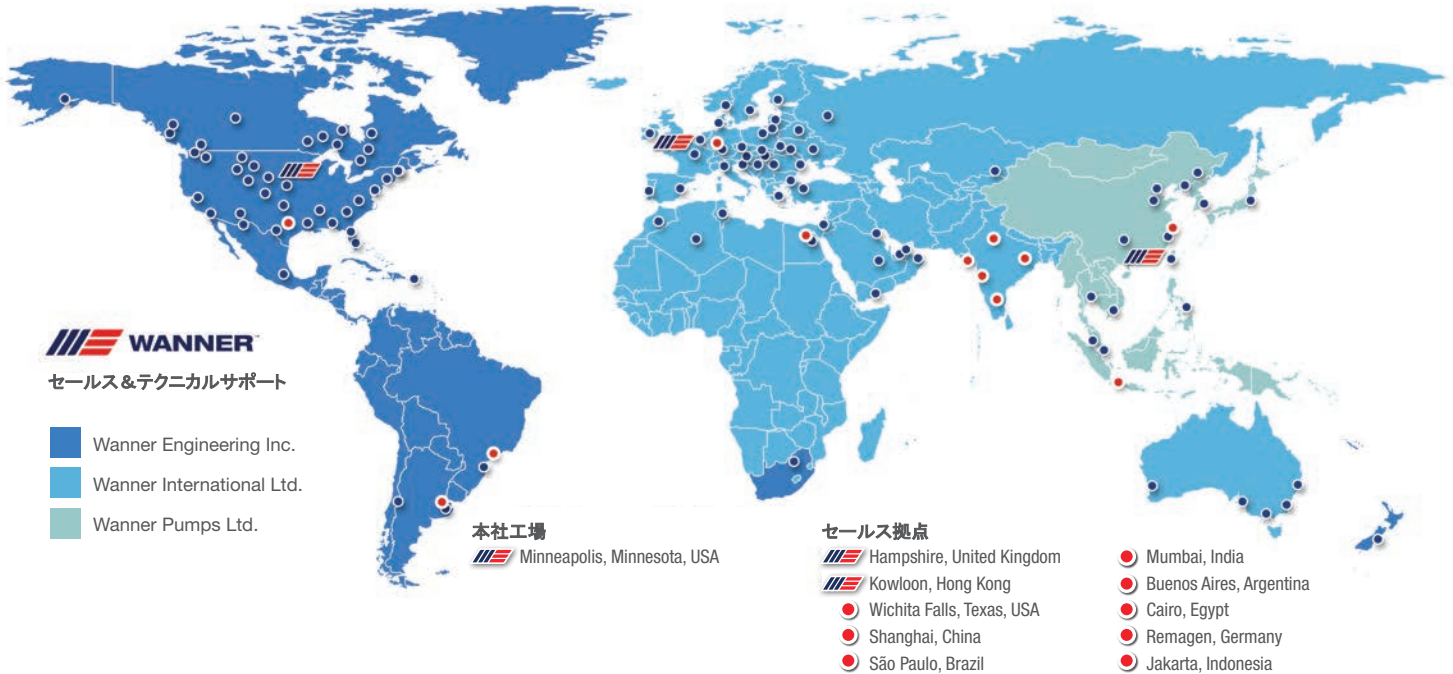 WANNER™
セールス&テクニカルサポート
Wanner Engineering Inc.
Wanner International Ltd.
Wanner Pumps Ltd.
本社工場
Minneapolis, Minnesota, USA
セールス拠点
Hampshire, United Kingdom
Kowloon, Hong Kong
Wichita Falls, Texas, USA
Shanghai, China
São Paulo, Brazil
Mumbai, India
Buenos Aires, Argentina
Cairo, Egypt
Remagen, Germany
Jakarta, Indonesia